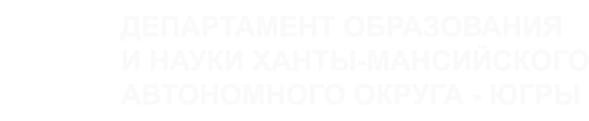 ДЕПАРТАМЕНТ ОБРАЗОВАНИЯ
И НАУКИ ХАНТЫ-МАНСИЙСКОГО
АВТОНОМНОГО ОКРУГА - ЮГРЫ